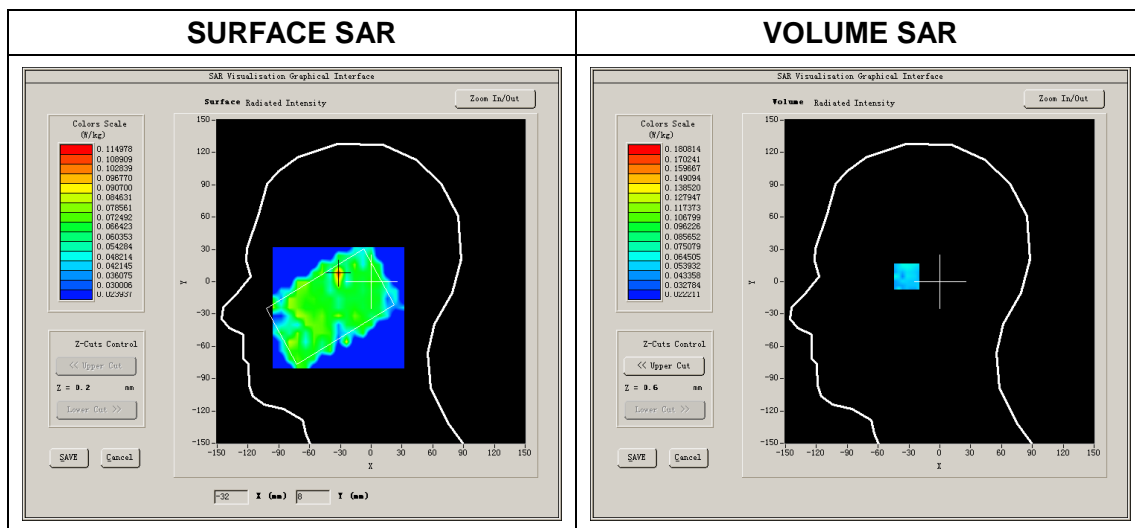 SURFACE SAR
SAR Visualisation Graphical Interface
Surface Radiated Intensity
Zoom In/Out
Colors Scale
(W/kg)
0.114978
0.108909
0.102839
0.096770
0.090700
0.084631
0.078561
0.072492
0.066423
0.060353
0.054284
0.048214
0.042145
0.036075
0.030006
0.023937
Z-Cuts Control
<< Upper Cut
Z = 0.2 mm
Lower Cut >>
SAVE
Cancel
150
120
90
60
30
0
-30
-60
-90
-120
-150
Y
-150 -120 -90 -60 -30 0 30 60 90 120 150
X
-32 X (mm) 8 Y (mm)
VOLUME SAR
SAR Visualisation Graphical Interface
Volume Radiated Intensity
Zoom In/Out
Colors Scale
(W/kg)
0.180814
0.170241
0.159667
0.149094
0.138520
0.127947
0.117373
0.106799
0.096226
0.085652
0.075079
0.064505
0.053932
0.043358
0.032784
0.022211
Z-Cuts Control
<< Upper Cut
Z = 0.6 mm
Lower Cut >>
SAVE
Cancel
150
120
90
60
30
0
-30
-60
-90
-120
-150
Y
-150 -120 -90 -60 -30 0 30 60 90 120 150
X